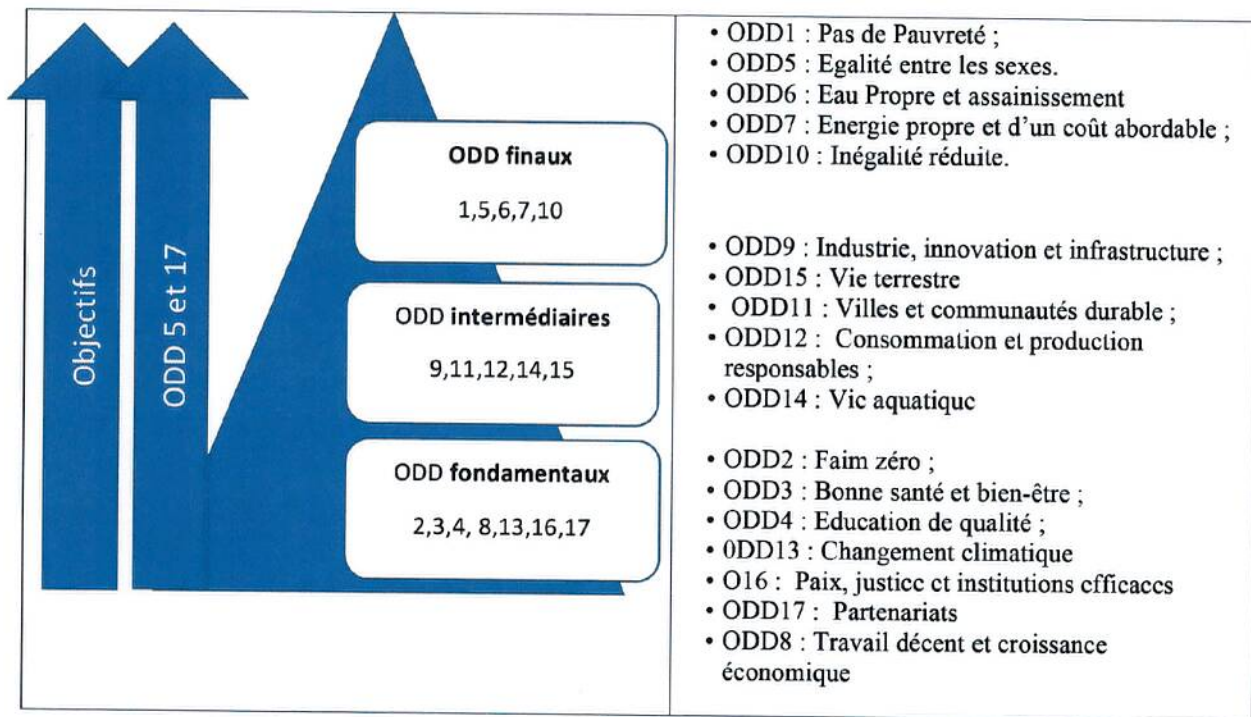 Objectifs
ODD 5 et 17
ODD finaux
1,5,6,7,10
ODD intermédiaires
9,11,12,14,15
ODD fondamentaux
2,3,4, 8,13,16,17
• ODD1 : Pas de Pauvreté ;
• ODD5 : Egalité entre les sexes.
• ODD6 : Eau Propre et assainissement
• ODD7 : Energie propre et d'un coût abordable ;
• ODD10 : Inégalité réduite.
• ODD9 : Industrie, innovation et infrastructure ;
• ODD15 : Vie terrestre
• ODD11 : Villes et communautés durable ;
• ODD12 : Consommation et production
responsables ;
• ODD14 : Vie aquatique
• ODD2 : Faim zéro ;
• ODD3 : Bonne santé et bien-être ;
• ODD4 : Education de qualité ;
• 0DD13 : Changement climatique
• O16 : Paix, justice et institutions efficaces
• ODD17 : Partenariats
• ODD8 : Travail décent et croissance
économique